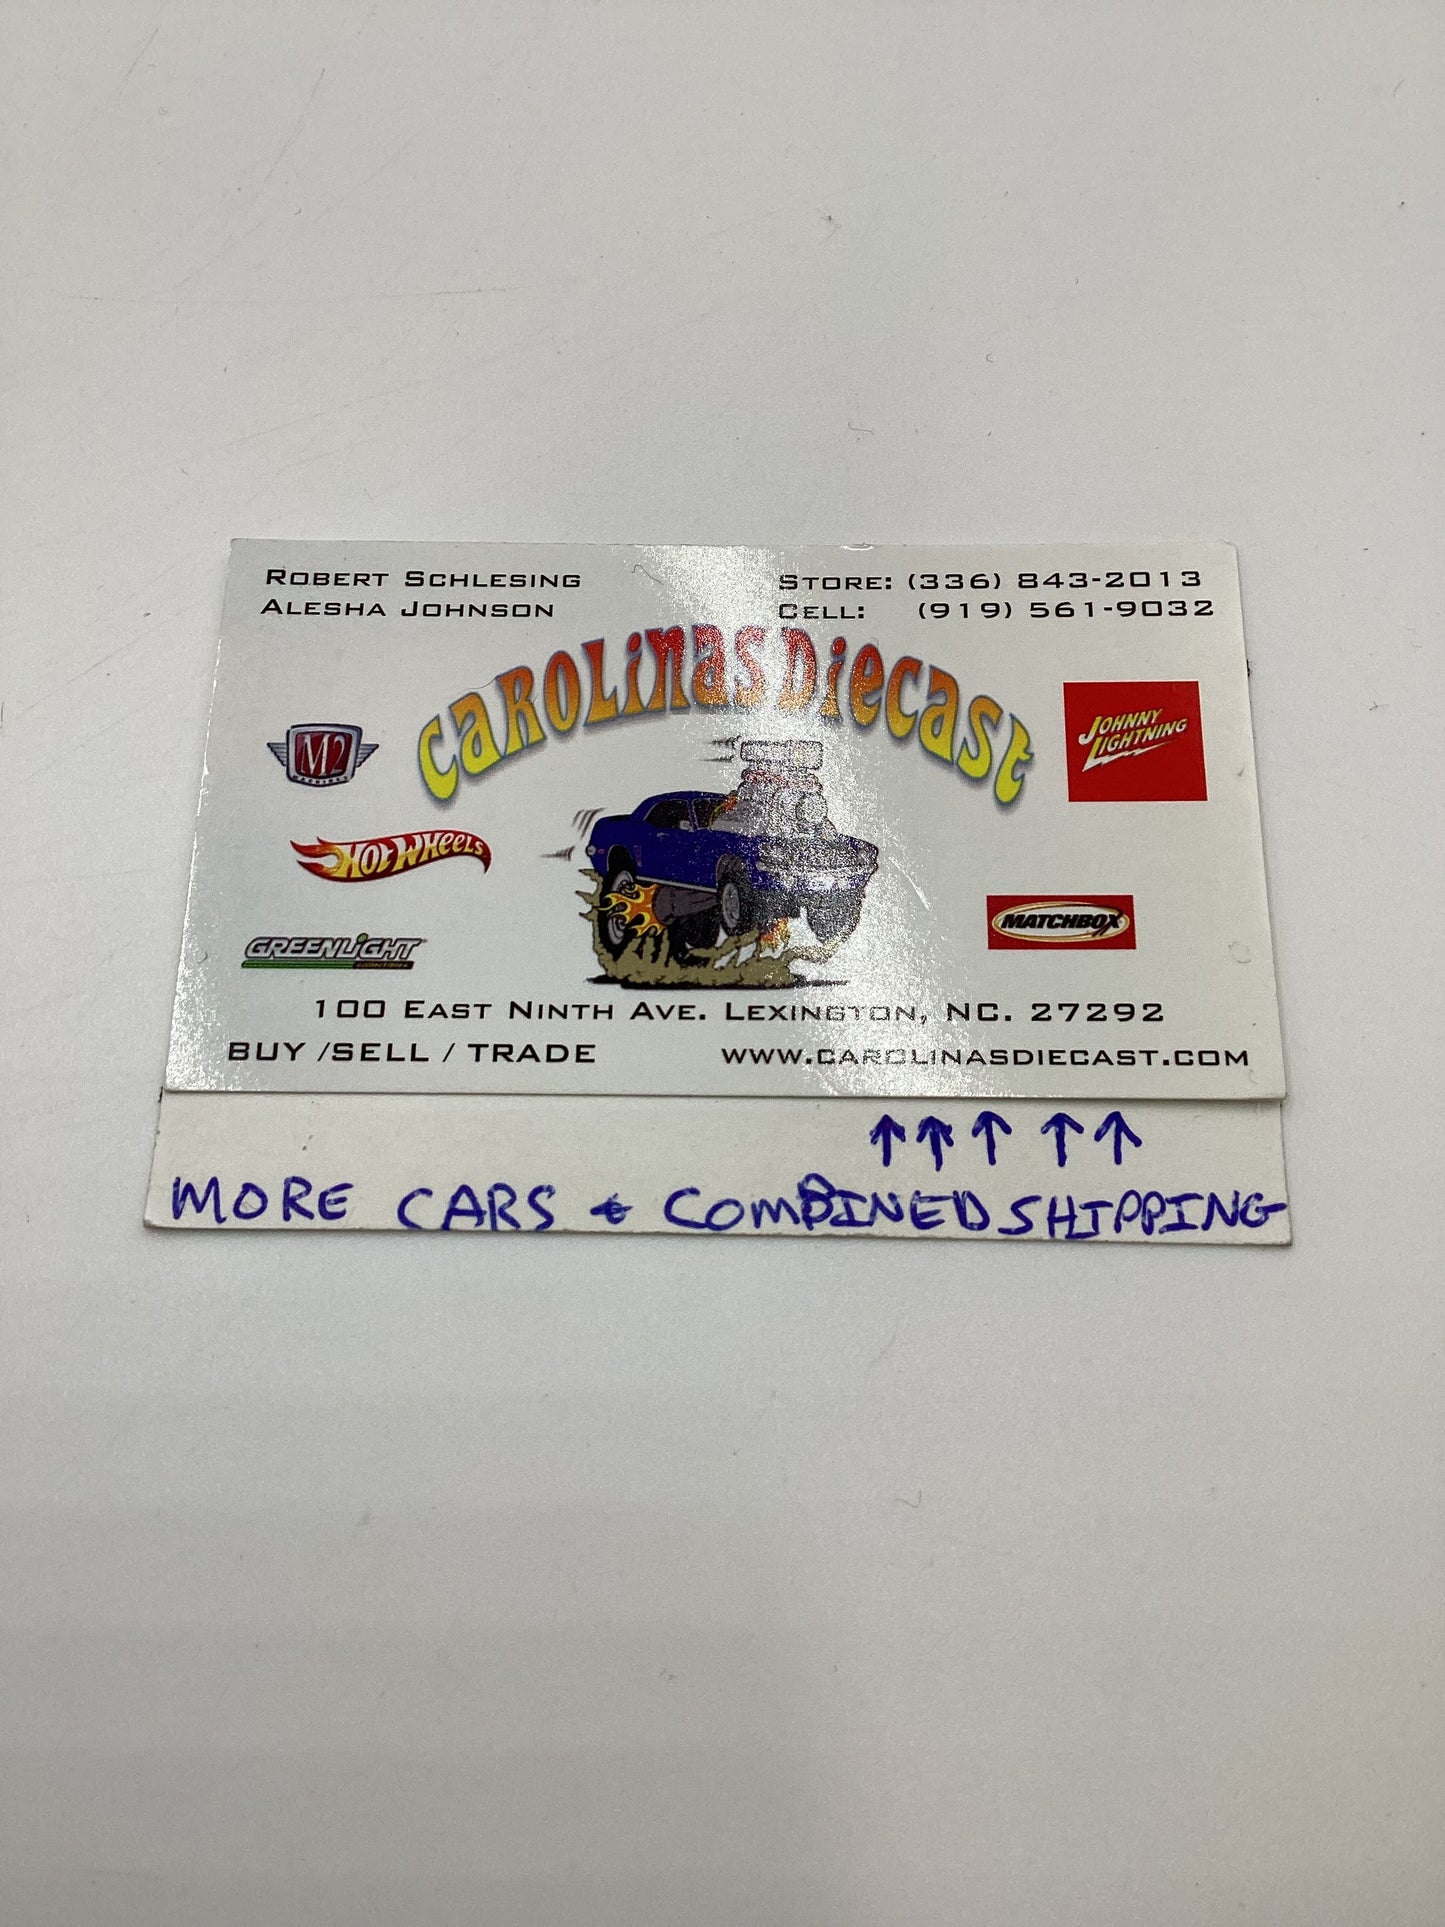 ROBERT SCHLESING
ALESHA JOHNSON
STORE: (336) 843-2013
CELL: (919) 561-9032
CAROLINAS DIECAST
M2
MACHINES
JOHNNY
LIGHTNING
HOT WHEELS
MATCHBOX
GREENLIGHT
collectibles
100 EAST NINTH AVE. LEXINGTON, NC. 27292
BUY /SELL / TRADE
WWW.CAROLINASDIECAST.COM
↑↑↑↑↑
MORE CARS & COMBINED SHIPPING